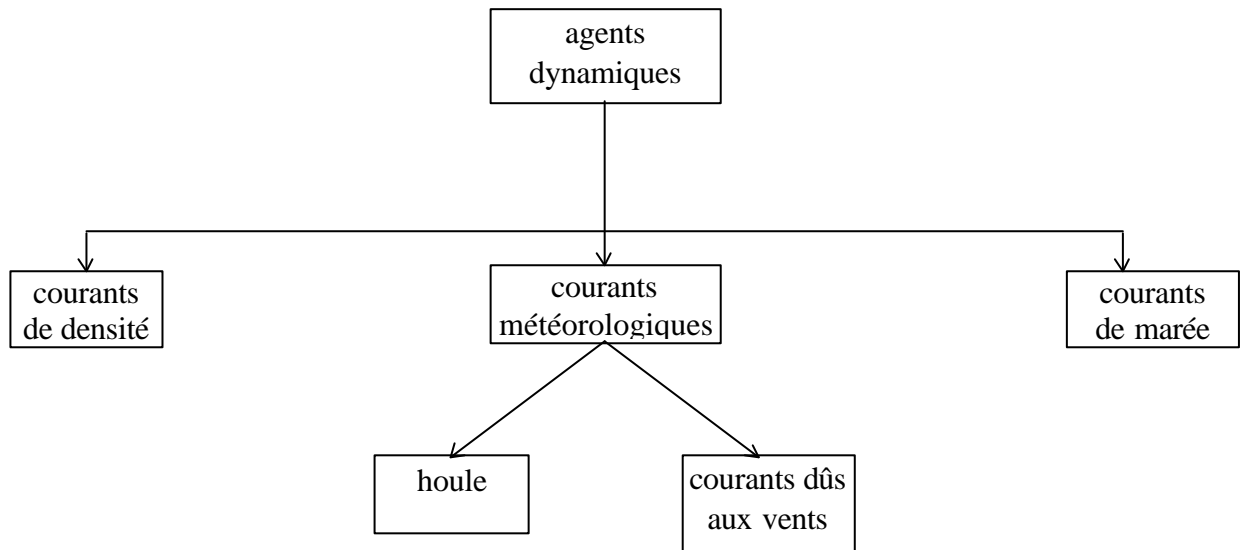 agents
dynamiques
courants
de densité
courants
météorologiques
courants
de marée
houle
courants dûs
aux vents